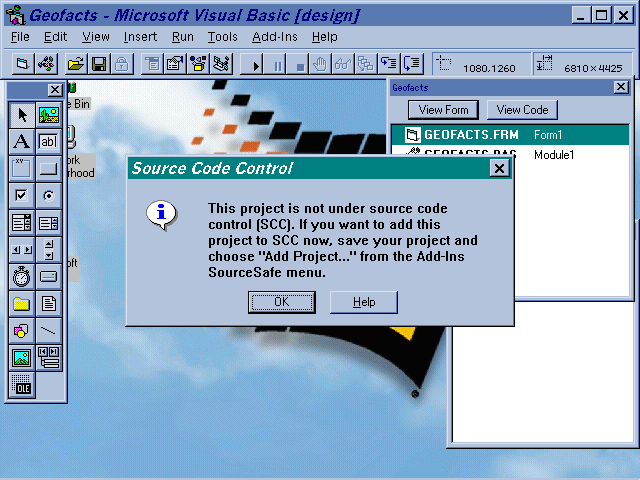 Geofacts - Microsoft Visual Basic [design]
File Edit View Insert Run Tools Add-Ins Help
1080,1260 6810×4425
Geofacts
View Form View Code
GEOFACTS.FRM Form1
GEOFACTS.BAS Module1
e Bin
A ab|
ork
rhood
xy
oft
OLE
Source Code Control
This project is not under source code
control (SCC). If you want to add this
project to SCC now, save your project and
choose "Add Project..." from the Add-Ins
SourceSafe menu.
OK Help